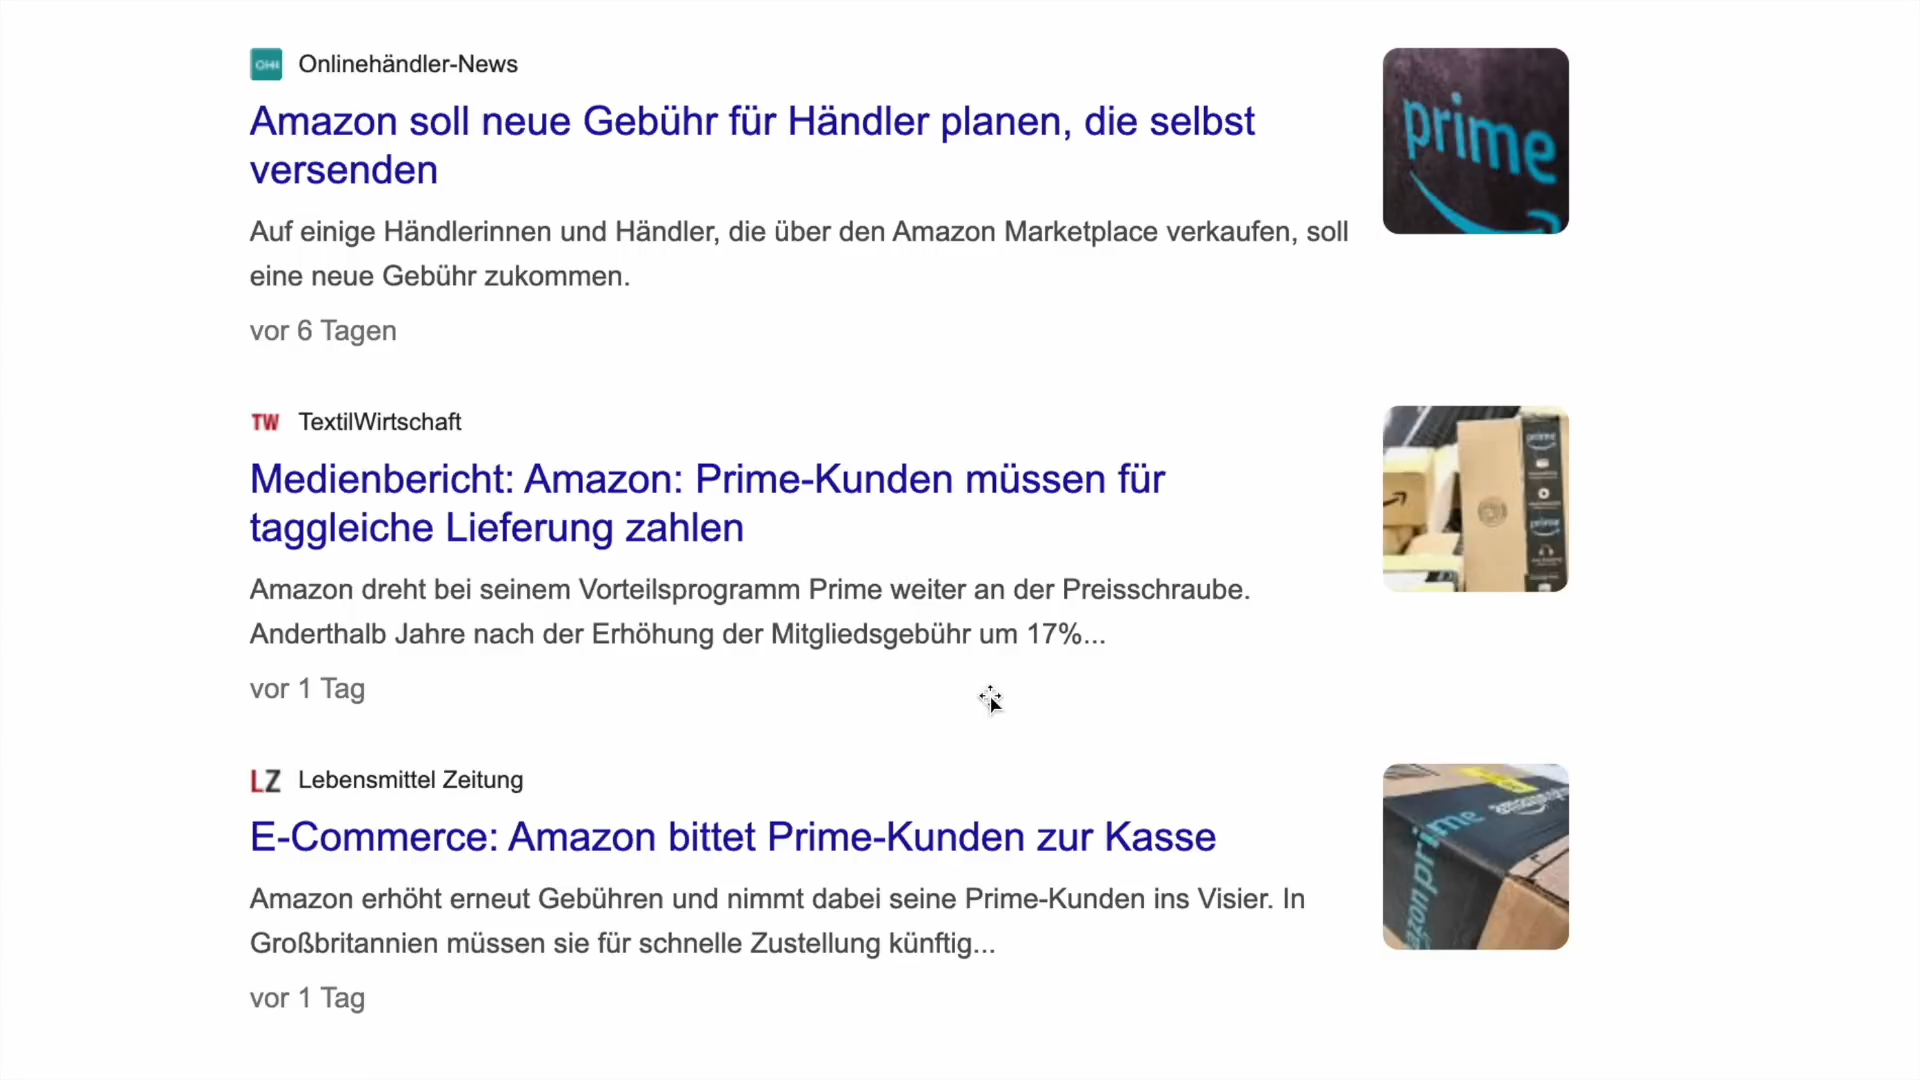 OHN Onlinehändler-News
Amazon soll neue Gebühr für Händler planen, die selbst
versenden
Auf einige Händlerinnen und Händler, die über den Amazon Marketplace verkaufen, soll
eine neue Gebühr zukommen.
vor 6 Tagen
prime
TW TextilWirtschaft
Medienbericht: Amazon: Prime-Kunden müssen für
taggleiche Lieferung zahlen
Amazon dreht bei seinem Vorteilsprogramm Prime weiter an der Preisschraube.
Anderthalb Jahre nach der Erhöhung der Mitgliedsgebühr um 17%...
vor 1 Tag
prime
prime
LZ Lebensmittel Zeitung
E-Commerce: Amazon bittet Prime-Kunden zur Kasse
Amazon erhöht erneut Gebühren und nimmt dabei seine Prime-Kunden ins Visier. In
Großbritannien müssen sie für schnelle Zustellung künftig...
vor 1 Tag
prime